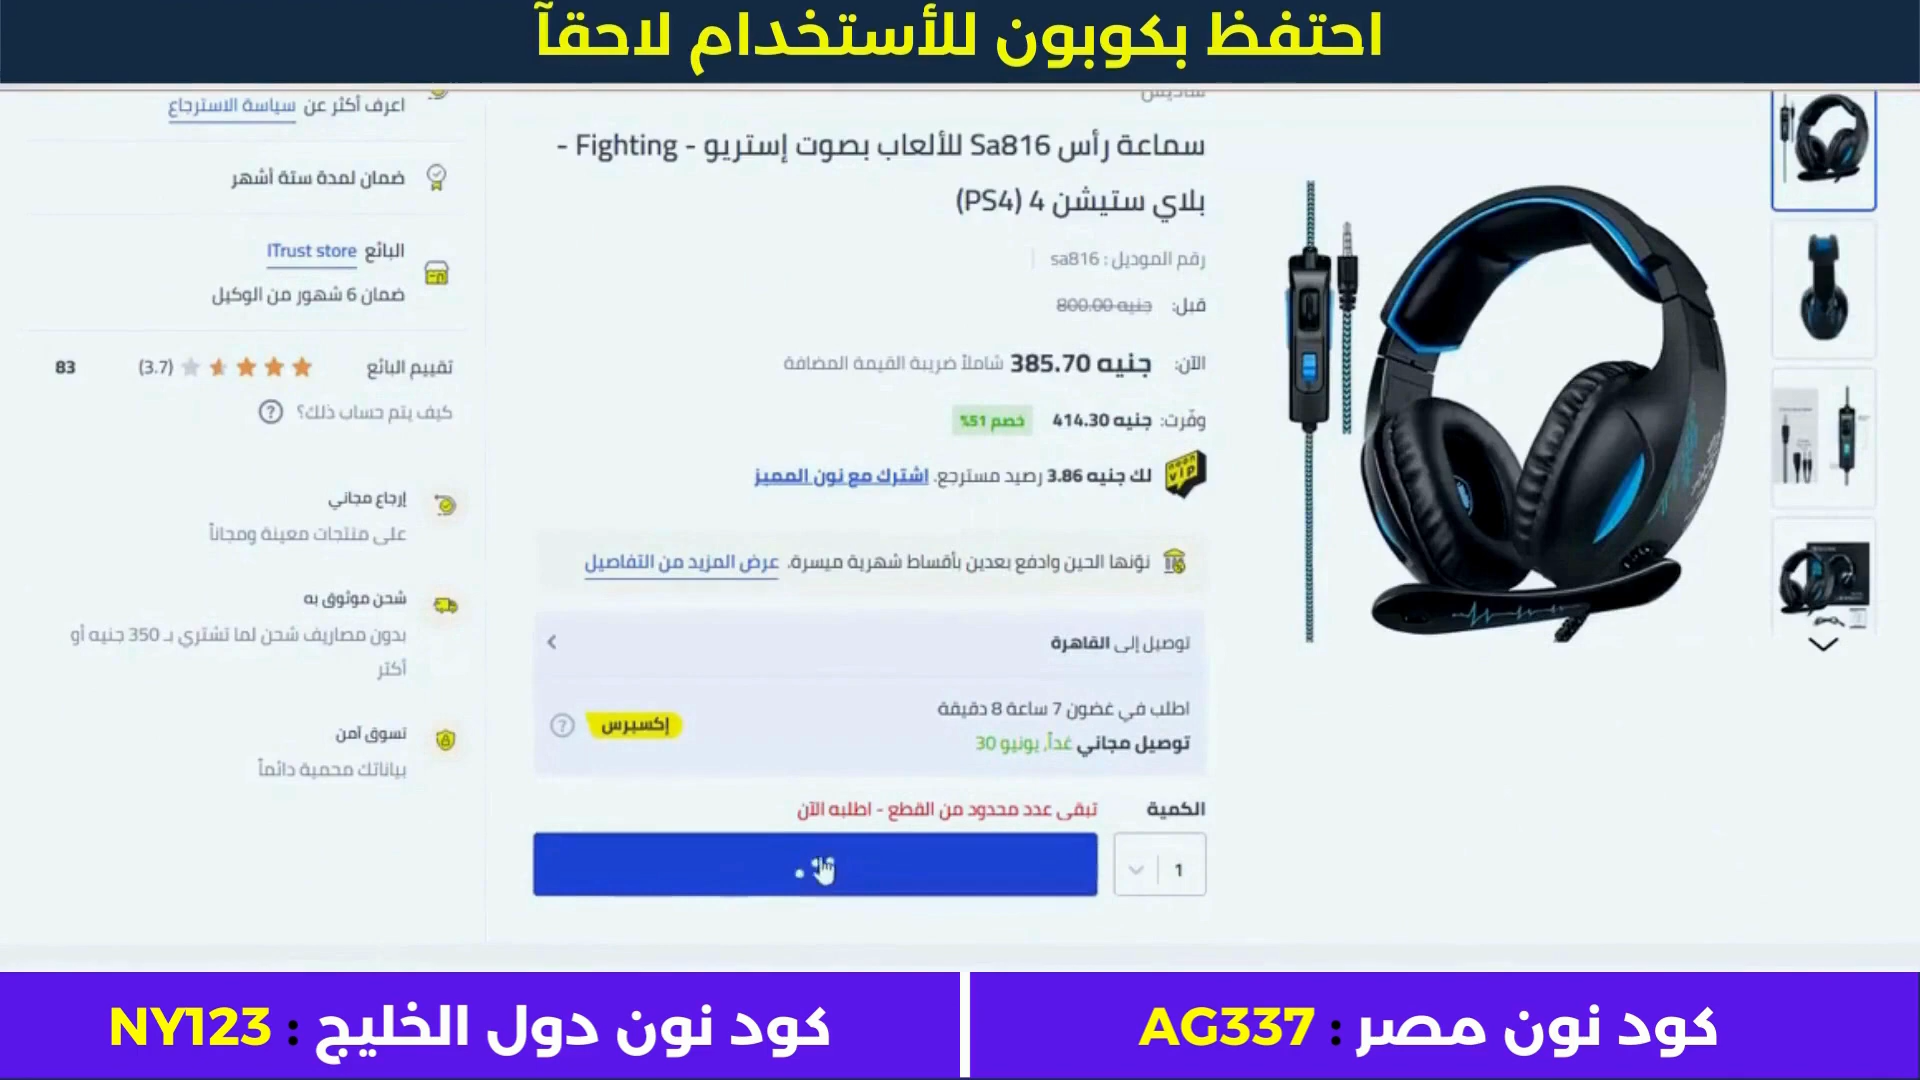 احتفظ بكوبون للأستخدام لاحقآ
سماعة رأس Sa816 للألعاب بصوت إستريو - Fighting -
بلاي ستيشن 4 (PS4)
رقم الموديل : sa816
قبل: جنيه 800.00
الآن: جنيه 385.70 شاملاً ضريبة القيمة المضافة
وفّرت: جنيه 414.30 خصم 51%
noon vip
لك جنيه 3.86 رصيد مسترجع. اشترك مع نون المميز
نوّنها الحين وادفع بعدين بأقساط شهرية ميسرة. عرض المزيد من التفاصيل
توصيل إلى القاهرة
اطلب في غضون 7 ساعة 8 دقيقة
توصيل مجاني غداً, يونيو 30
إكسبرس
الكمية
تبقى عدد محدود من القطع - اطلبه الآن
1
اعرف أكثر عن سياسة الاسترجاع
ضمان لمدة ستة أشهر
البائع ITrust store
ضمان 6 شهور من الوكيل
تقييم البائع (3.7) 83
كيف يتم حساب ذلك؟
إرجاع مجاني
على منتجات معينة ومجاناً
شحن موثوق به
بدون مصاريف شحن لما تشتري بـ 350 جنيه أو
أكثر
تسوق آمن
بياناتك محمية دائماً
كود نون مصر : AG337
كود نون دول الخليج : NY123